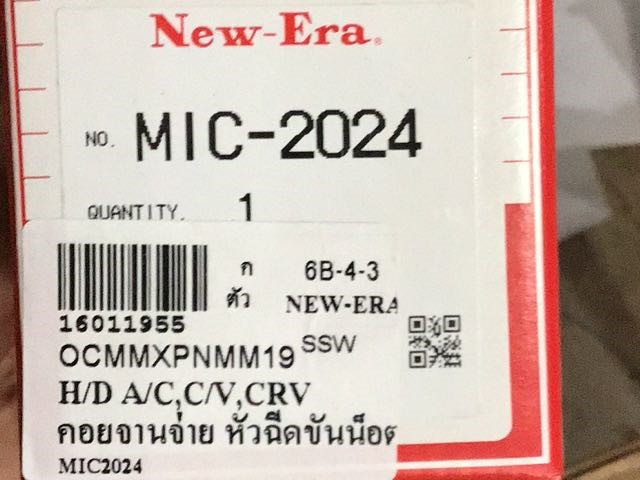 New-Era®
NO. MIC-2024
QUANTITY. 1
ก 6B-4-3
ตัว NEW-ERA
16011955
OCMMXPNMM19 SSW
H/D A/C,C/V,CRV
คอยจานจ่าย หัวฉีดขันน็อต
MIC2024